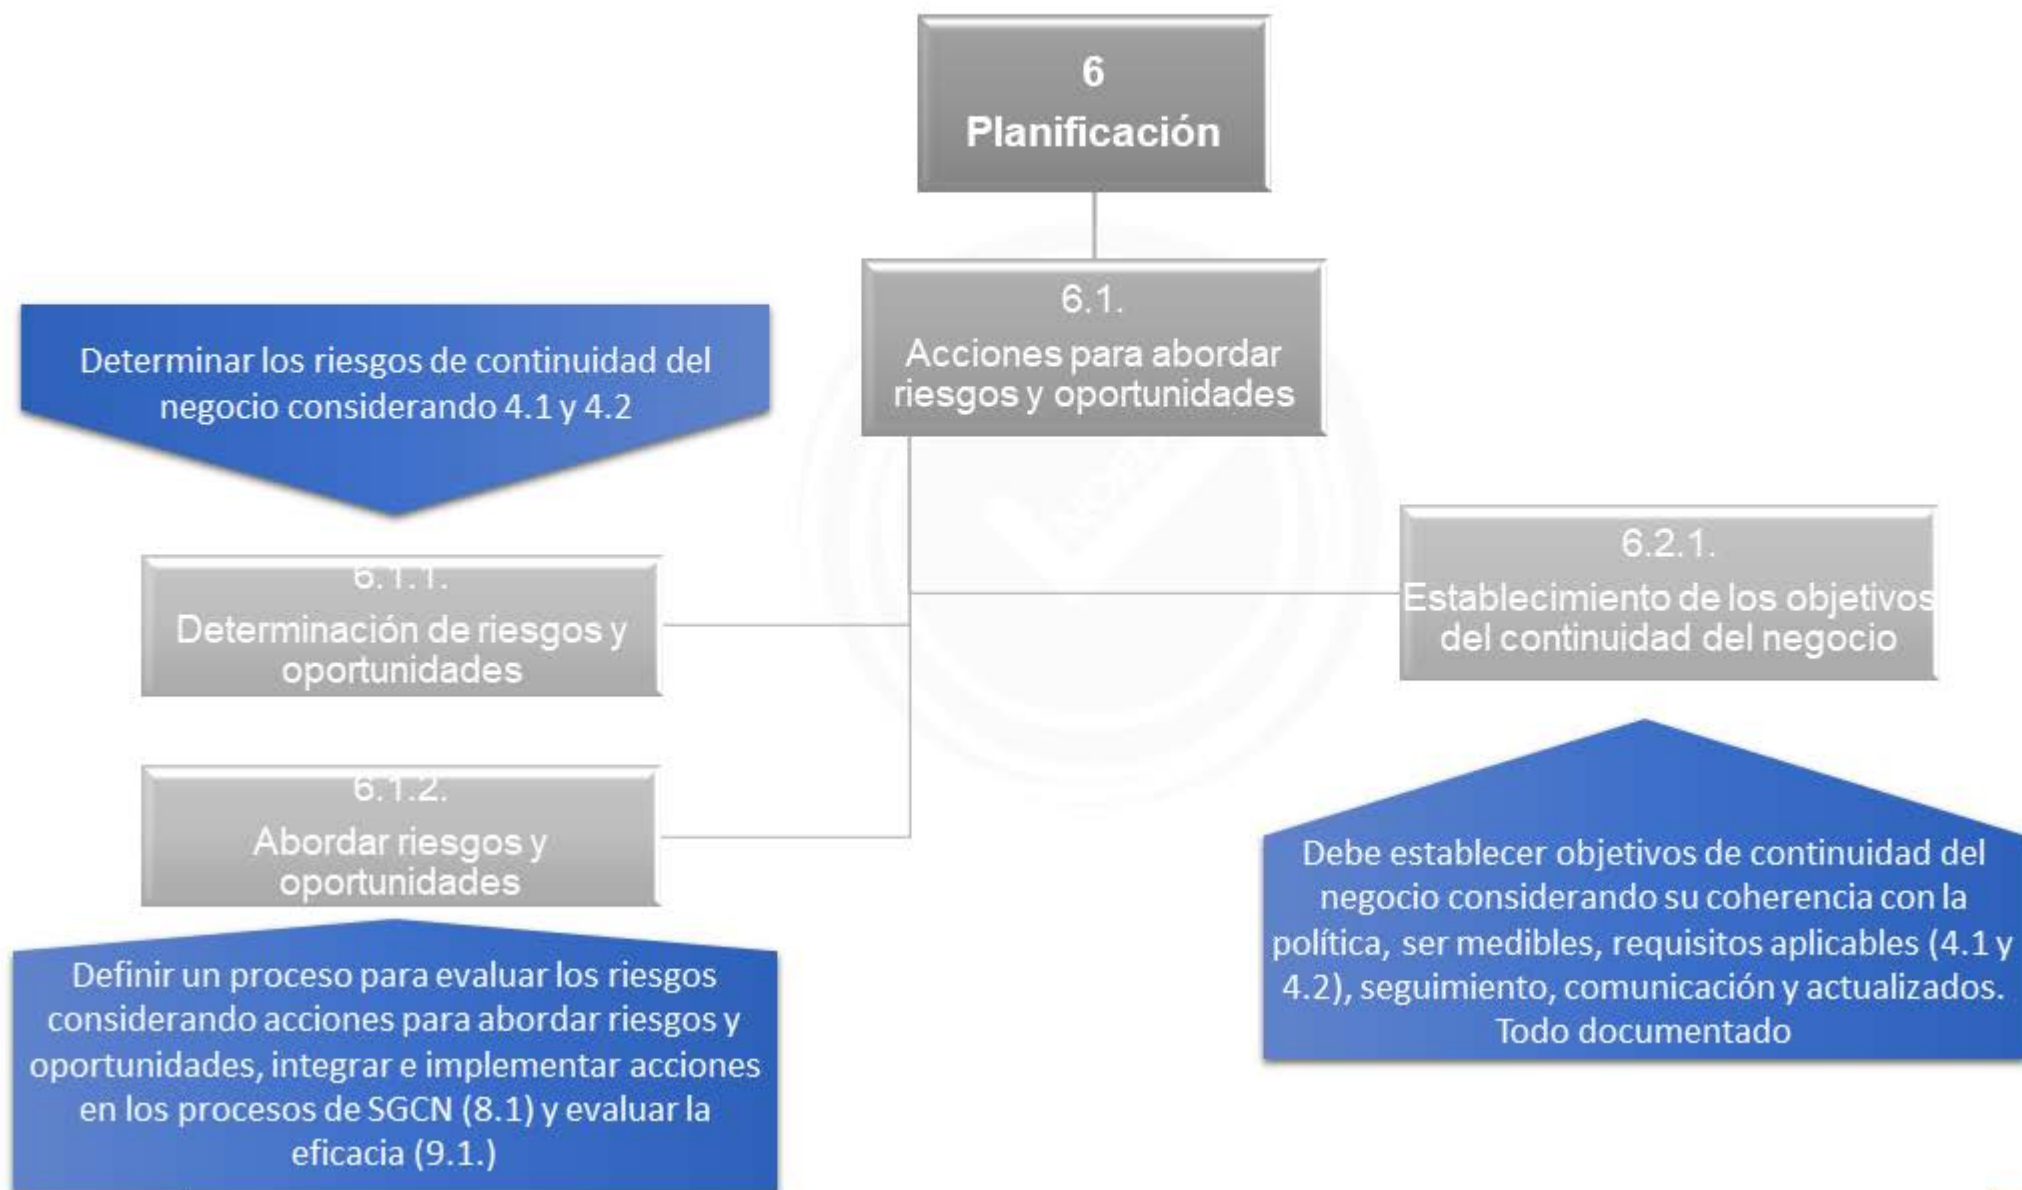 6
Planificación
6.1.
Acciones para abordar
riesgos y oportunidades
Determinar los riesgos de continuidad del
negocio considerando 4.1 y 4.2
6.1.1.
Determinación de riesgos y
oportunidades
6.2.1.
Establecimiento de los objetivos
del continuidad del negocio
6.1.2.
Abordar riesgos y
oportunidades
Debe establecer objetivos de continuidad del
negocio considerando su coherencia con la
política, ser medibles, requisitos aplicables (4.1 y
4.2), seguimiento, comunicación y actualizados.
Todo documentado
Definir un proceso para evaluar los riesgos
considerando acciones para abordar riesgos y
oportunidades, integrar e implementar acciones
en los procesos de SGCN (8.1) y evaluar la
eficacia (9.1.)